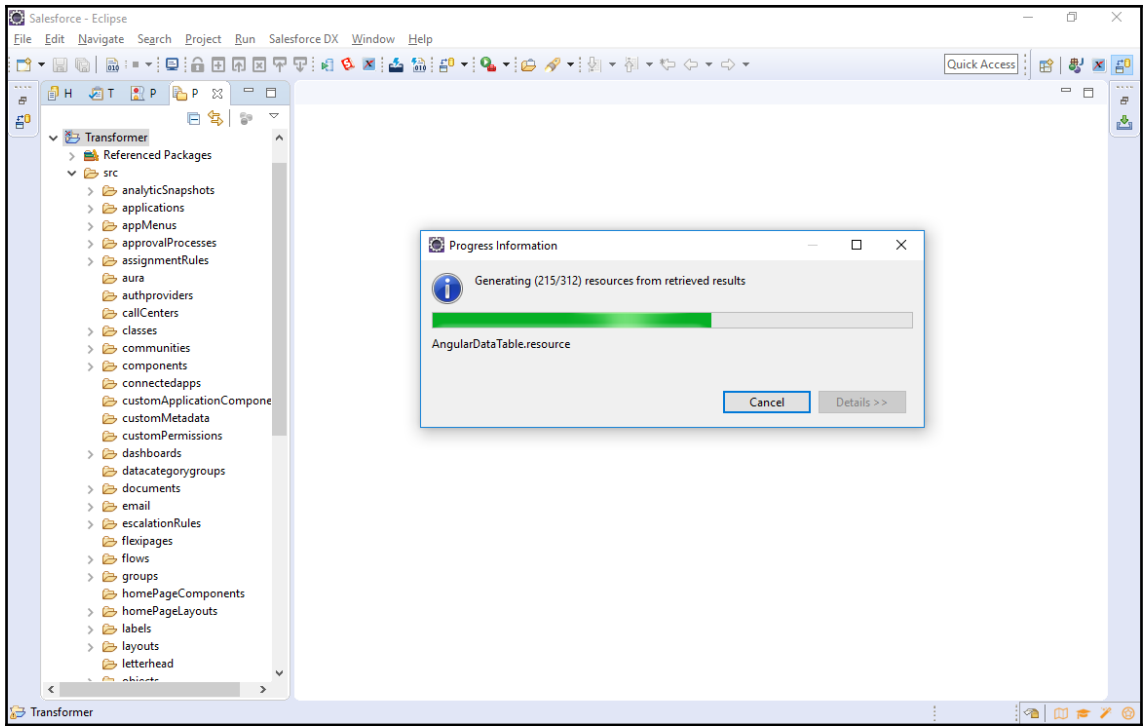 Salesforce - Eclipse
File Edit Navigate Search Project Run Salesforce DX Window Help
Quick Access
H T P P
Transformer
Referenced Packages
src
analyticSnapshots
applications
appMenus
approvalProcesses
assignmentRules
aura
authproviders
callCenters
classes
communities
components
connectedapps
customApplicationCompone
customMetadata
customPermissions
dashboards
datacategorygroups
documents
email
escalationRules
flexipages
flows
groups
homePageComponents
homePageLayouts
labels
layouts
letterhead
objects
Progress Information
Generating (215/312) resources from retrieved results
AngularDataTable.resource
Cancel Details >>
Transformer